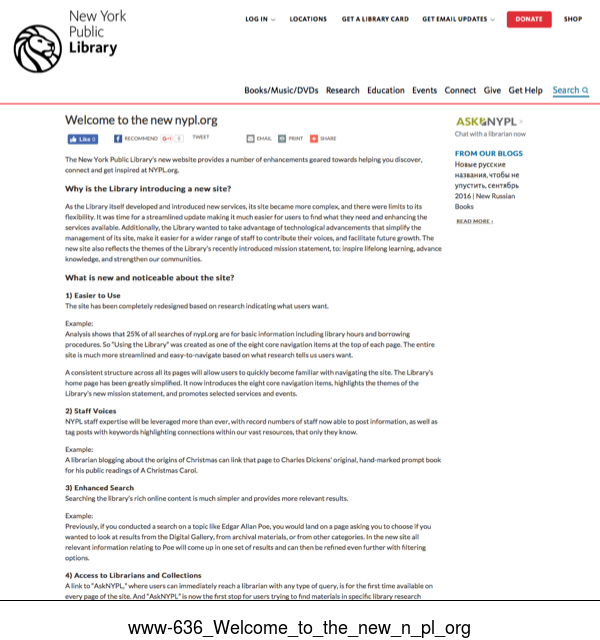 New York
Public
Library
LOG IN
LOCATIONS
GET A LIBRARY CARD
GET EMAIL UPDATES
DONATE
SHOP
Books/Music/DVDs Research Education Events Connect Give Get Help Search
Welcome to the new nypl.org
Like 0
RECOMMEND
G+1
0
TWEET
EMAIL
PRINT
SHARE
The New York Public Library's new website provides a number of enhancements geared towards helping you discover,
connect and get inspired at NYPL.org.
Why is the Library introducing a new site?
As the Library itself developed and introduced new services, its site became more complex, and there were limits to its
flexibility. It was time for a streamlined update making it much easier for users to find what they need and enhancing the
services available. Additionally, the Library wanted to take advantage of technological advancements that simplify the
management of its site, make it easier for a wider range of staff to contribute their voices, and facilitate future growth. The
new site also reflects the themes of the Library's recently introduced mission statement, to: inspire lifelong learning, advance
knowledge, and strengthen our communities.
What is new and noticeable about the site?
1) Easier to Use
The site has been completely redesigned based on research indicating what users want.
Example:
Analysis shows that 25% of all searches of nypl.org are for basic information including library hours and borrowing
procedures. So "Using the Library" was created as one of the eight core navigation items at the top of each page. The entire
site is much more streamlined and easy-to-navigate based on what research tells us users want.
A consistent structure across all its pages will allow users to quickly become familiar with navigating the site. The Library's
home page has been greatly simplified. It now introduces the eight core navigation items, highlights the themes of the
Library's new mission statement, and promotes selected services and events.
2) Staff Voices
NYPL staff expertise will be leveraged more than ever, with record numbers of staff now able to post information, as well as
tag posts with keywords highlighting connections within our vast resources, that only they know.
Example:
A librarian blogging about the origins of Christmas can link that page to Charles Dickens' original, hand-marked prompt book
for his public readings of A Christmas Carol.
3) Enhanced Search
Searching the library's rich online content is much simpler and provides more relevant results.
Example:
Previously, if you conducted a search on a topic like Edgar Allan Poe, you would land on a page asking you to choose if you
wanted to look at results from the Digital Gallery, from archival materials, or from other categories. In the new site all
relevant information relating to Poe will come up in one set of results and can then be refined even further with filtering
options.
4) Access to Librarians and Collections
A link to "AskNYPL," where users can immediately reach a librarian with any type of query, is for the first time available on
every page of the site. And "AskNYPL" is now the first stop for users trying to find materials in specific library research
ASK NYPL
Chat with a librarian now
FROM OUR BLOGS
Новые русские
названия, чтобы не
упустить, сентябрь
2016 | New Russian
Books
READ MORE ›
www-636_Welcome_to_the_new_n_pl_org